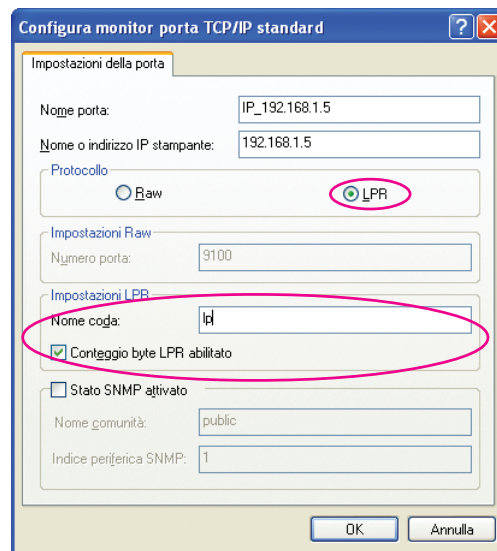 Configura monitor porta TCP/IP standard
Impostazioni della porta
Nome porta: IP_192.168.1.5
Nome o indirizzo IP stampante: 192.168.1.5
Protocollo
Raw LPR
Impostazioni Raw
Numero porta: 9100
Impostazioni LPR
Nome coda: lp
Conteggio byte LPR abilitato
Stato SNMP attivato
Nome comunità: public
Indice periferica SNMP: 1
OK Annulla